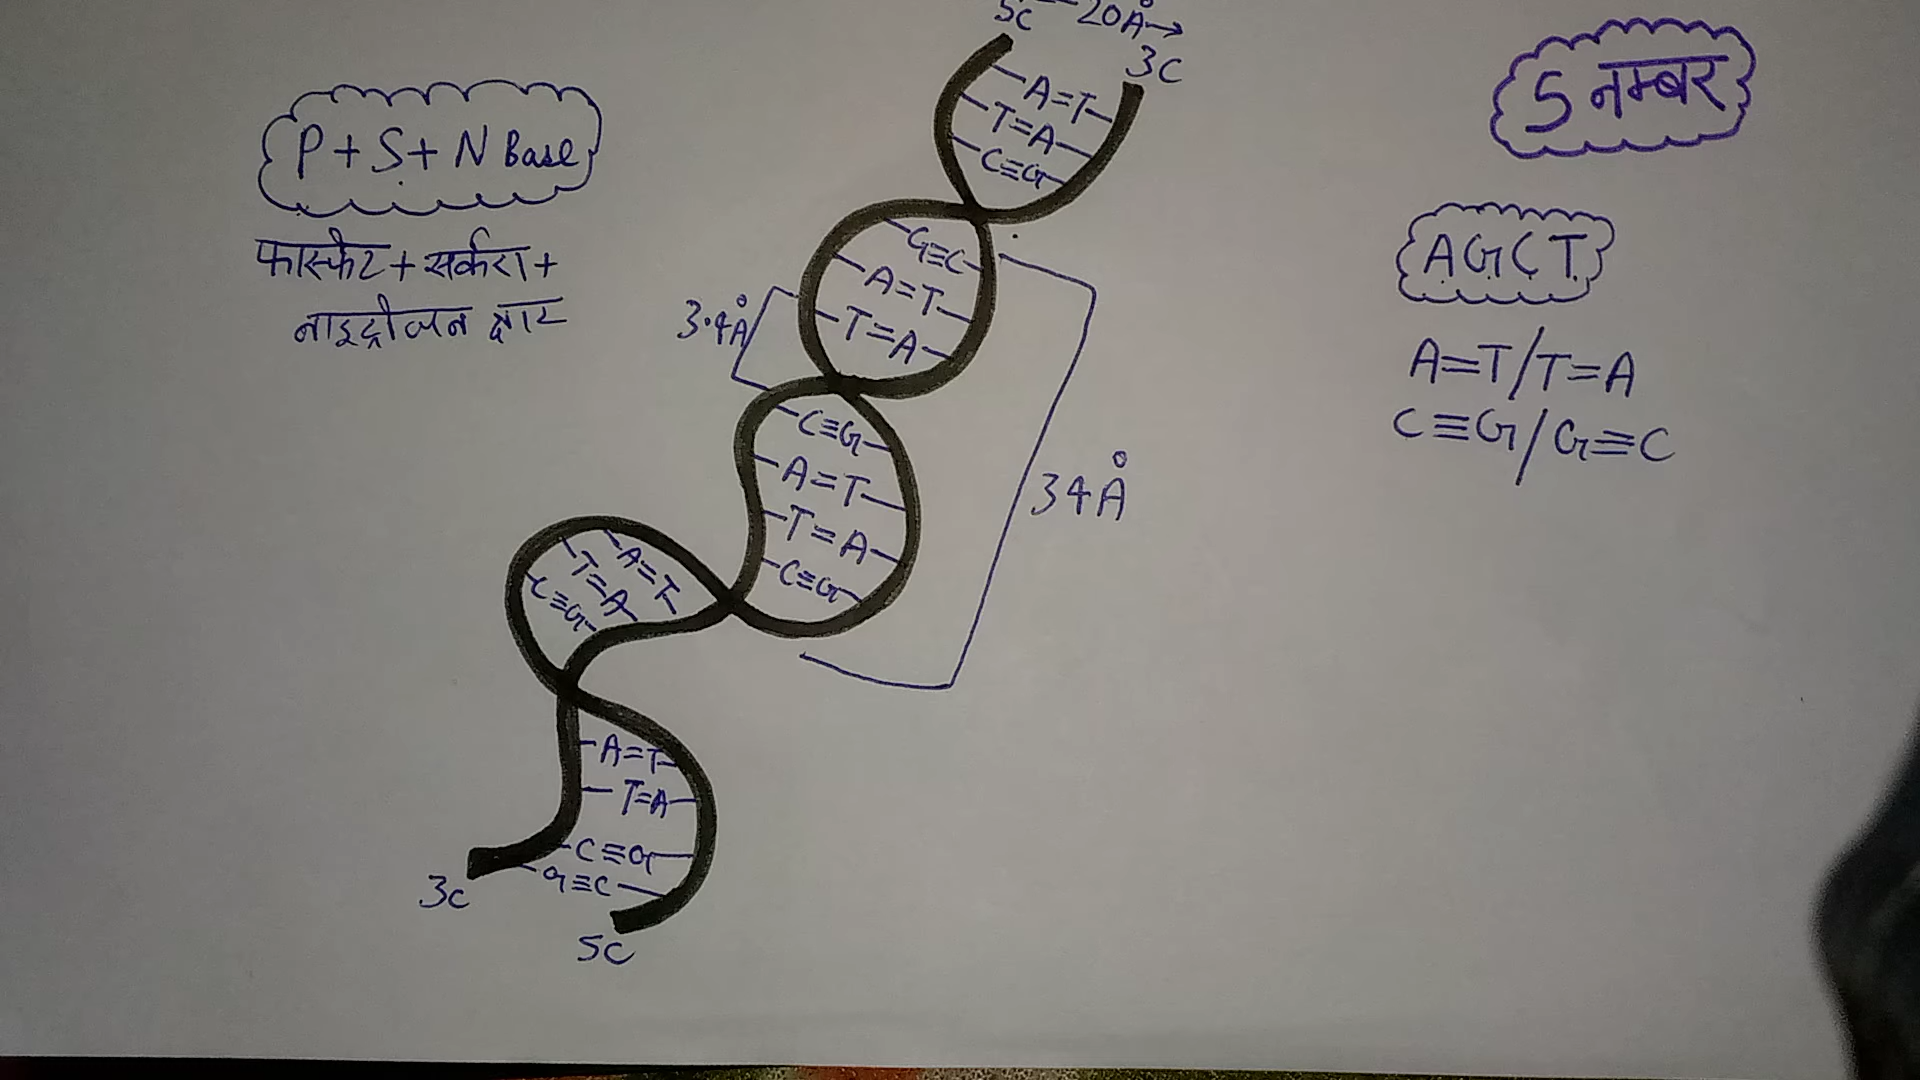 5C 20Å→
3C
5 नम्बर
P+S+N Base
फास्फेट+सर्करा+
नाइट्रोजन क्षार
AGCT
A=T/T=A
C≡G/G≡C
A=T
T=A
C≡G
G≡C
A=T
T=A
3.4Å
C≡G
A=T
T=A
C≡G
34Å
A=T
T=A
C≡G
A=T
T=A
C≡G
G≡C
3C
5C